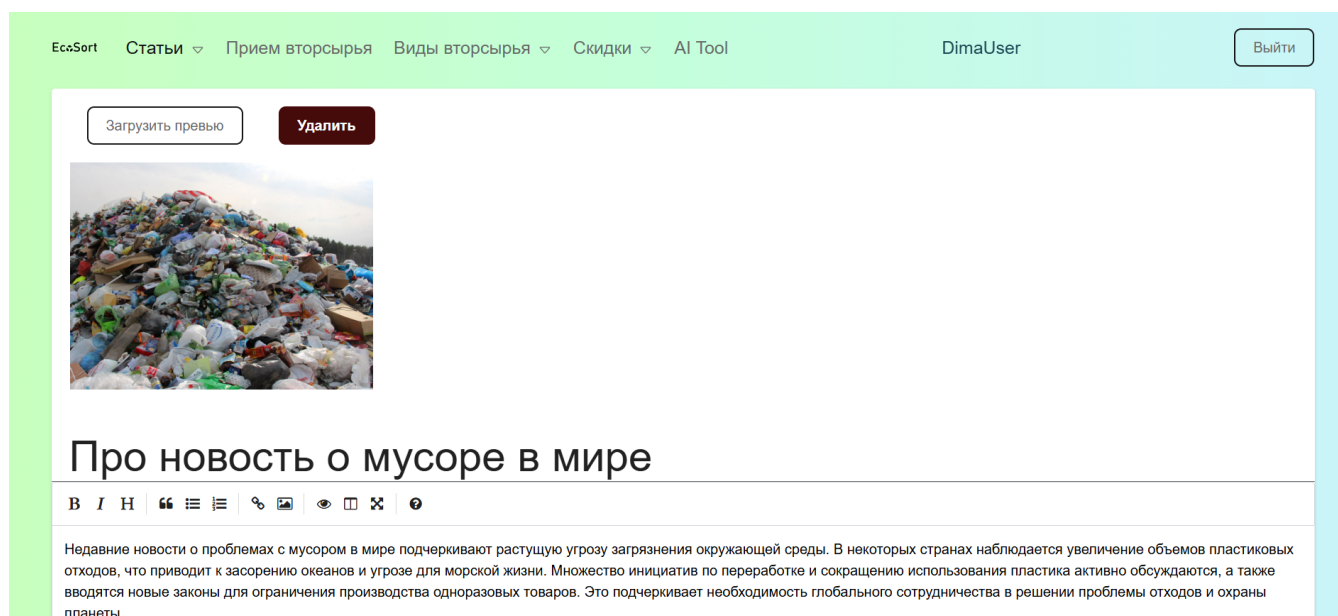 EcoSort Статьи Прием вторсырья Виды вторсырья Скидки AI Tool DimaUser Выйти
Загрузить превью Удалить
Про новость о мусоре в мире
B I H
Недавние новости о проблемах с мусором в мире подчеркивают растущую угрозу загрязнения окружающей среды. В некоторых странах наблюдается увеличение объемов пластиковых
отходов, что приводит к засорению океанов и угрозе для морской жизни. Множество инициатив по переработке и сокращению использования пластика активно обсуждаются, а также
вводятся новые законы для ограничения производства одноразовых товаров. Это подчеркивает необходимость глобального сотрудничества в решении проблемы отходов и охраны
планеты